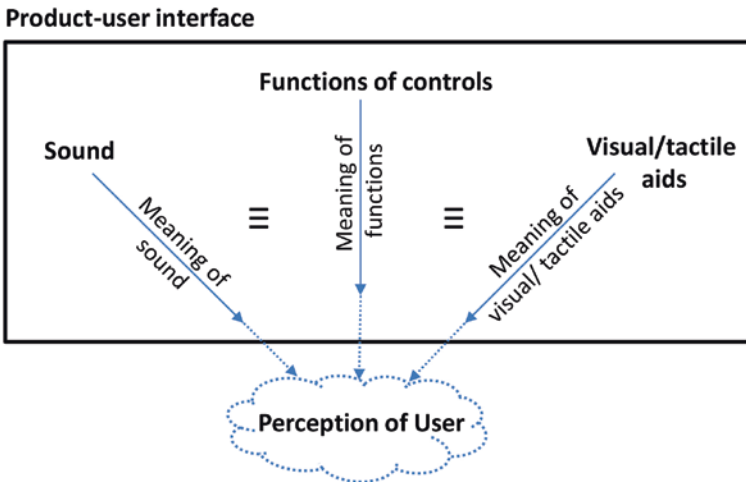 Product-user interface
Functions of controls
Sound
Visual/tactile
aids
Meaning of
sound
≡
Meaning of
functions
≡
Meaning of
visual/ tactile aids
Perception of User